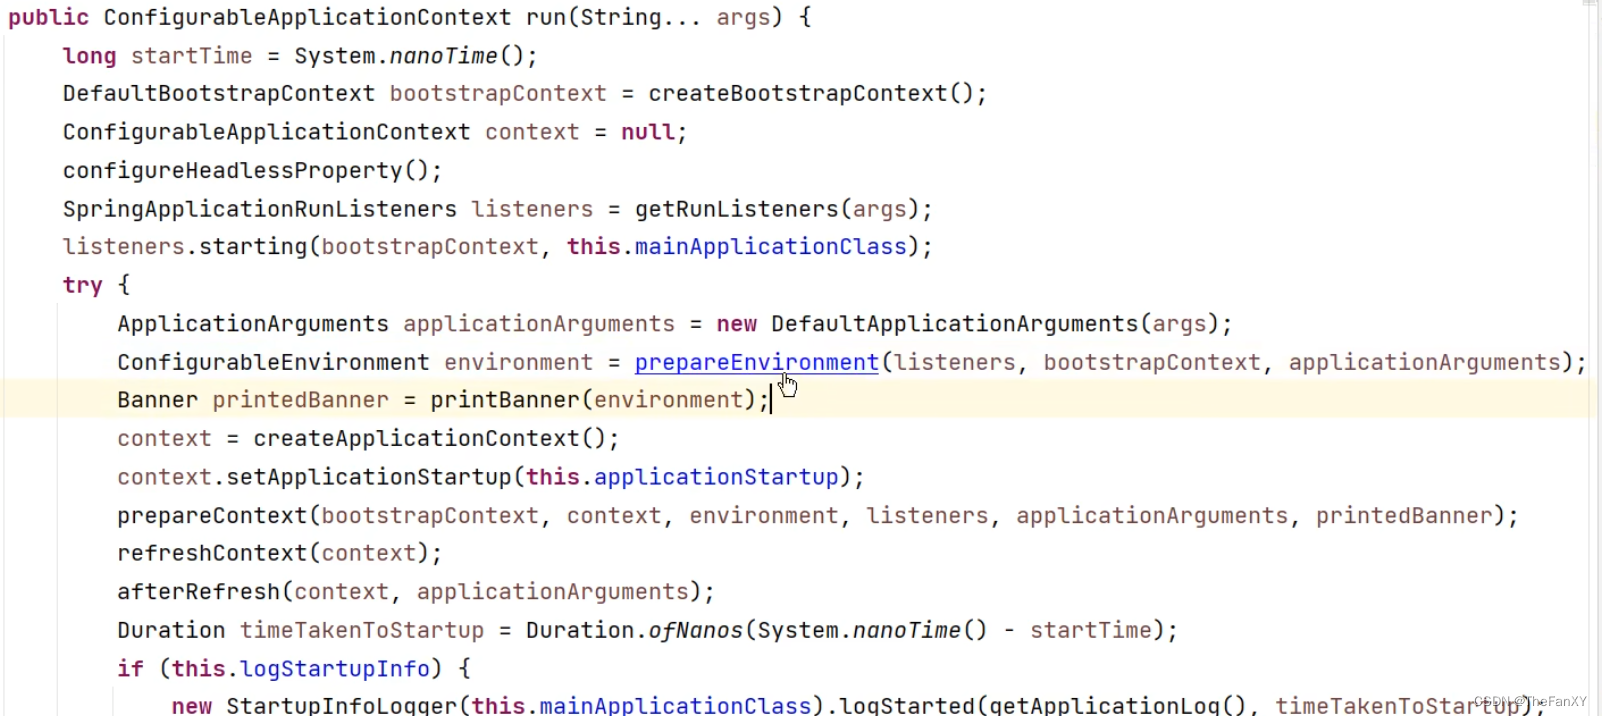 public ConfigurableApplicationContext run(String... args) {
    long startTime = System.nanoTime();
    DefaultBootstrapContext bootstrapContext = createBootstrapContext();
    ConfigurableApplicationContext context = null;
    configureHeadlessProperty();
    SpringApplicationRunListeners listeners = getRunListeners(args);
    listeners.starting(bootstrapContext, this.mainApplicationClass);
    try {
        ApplicationArguments applicationArguments = new DefaultApplicationArguments(args);
        ConfigurableEnvironment environment = prepareEnvironment(listeners, bootstrapContext, applicationArguments);
        Banner printedBanner = printBanner(environment);
        context = createApplicationContext();
        context.setApplicationStartup(this.applicationStartup);
        prepareContext(bootstrapContext, context, environment, listeners, applicationArguments, printedBanner);
        refreshContext(context);
        afterRefresh(context, applicationArguments);
        Duration timeTakenToStartup = Duration.ofNanos(System.nanoTime() - startTime);
        if (this.logStartupInfo) {
            new StartupInfoLogger(this.mainApplicationClass).logStarted(getApplicationLog(), timeTakenToStartup);
CSDN @TheFanXY